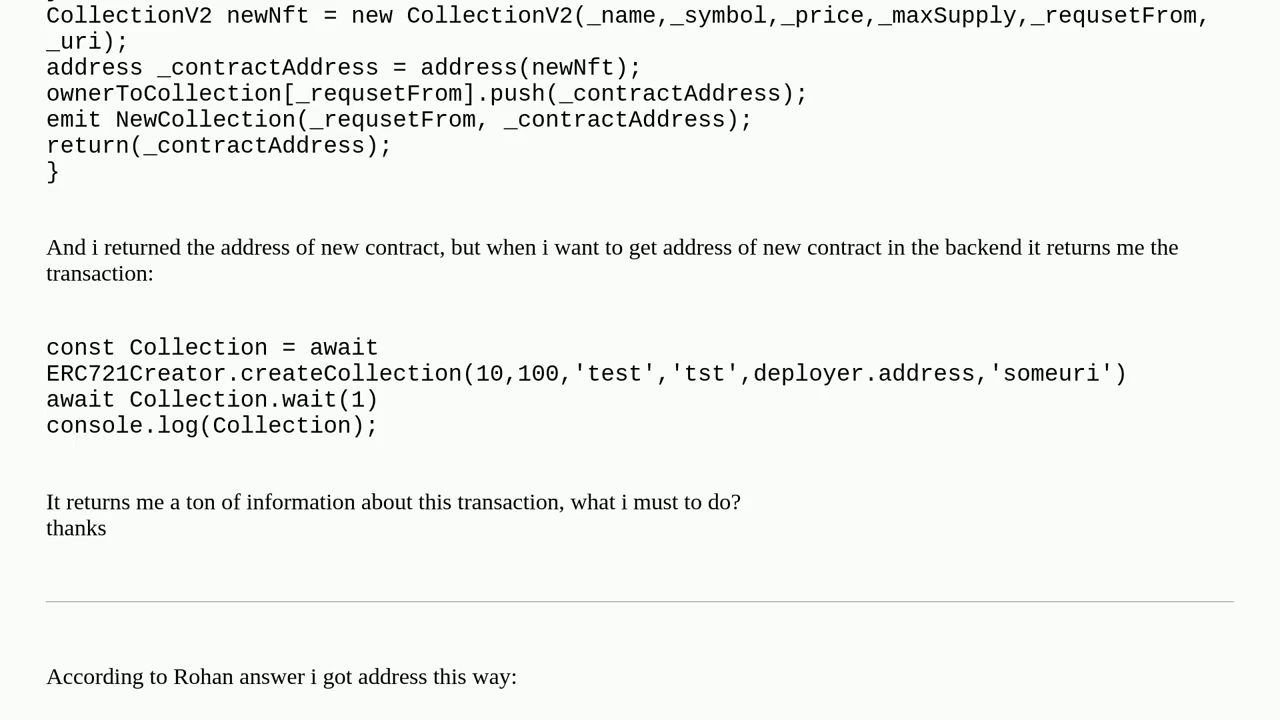 CollectionV2 newNft = new CollectionV2(_name,_symbol,_price,_maxSupply,_requsetFrom,
_uri);
address _contractAddress = address(newNft);
ownerToCollection[_requsetFrom].push(_contractAddress);
emit NewCollection(_requsetFrom, _contractAddress);
return(_contractAddress);
}
And i returned the address of new contract, but when i want to get address of new contract in the backend it returns me the
transaction:
const Collection = await
ERC721Creator.createCollection(10,100,'test','tst',deployer.address,'someuri')
await Collection.wait(1)
console.log(Collection);
It returns me a ton of information about this transaction, what i must to do?
thanks
According to Rohan answer i got address this way: